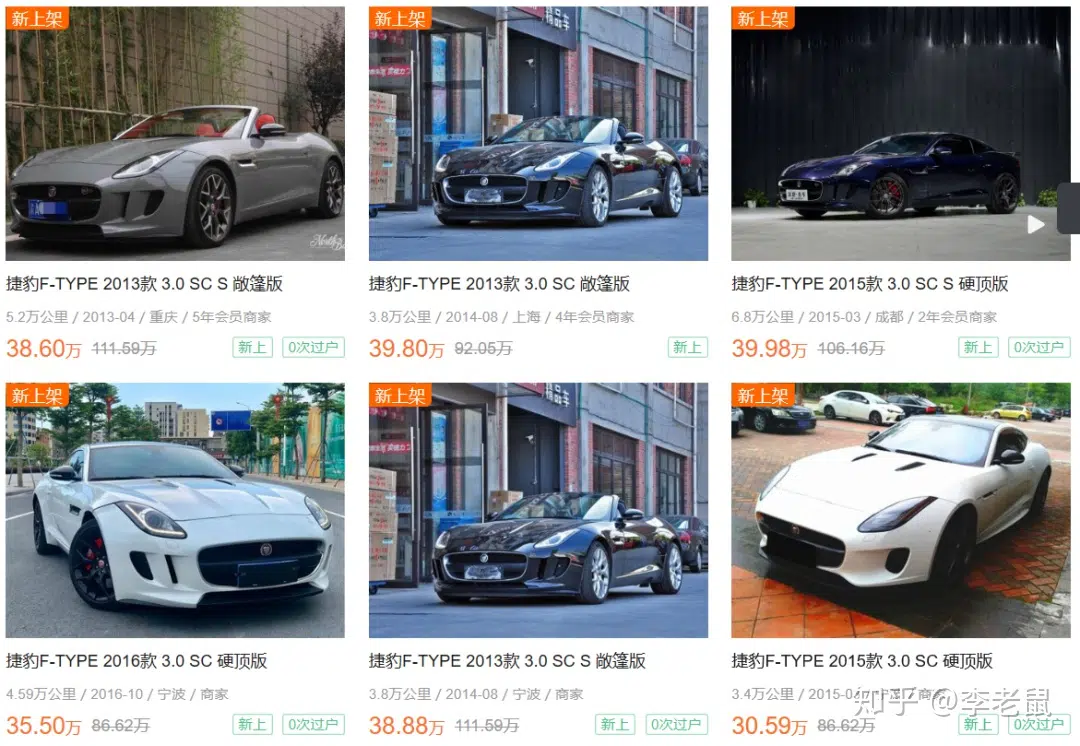 新上架
新上架
新上架
精品车
捷豹F-TYPE 2013款 3.0 SC S 敞篷版
捷豹F-TYPE 2013款 3.0 SC 敞篷版
捷豹F-TYPE 2015款 3.0 SC S 硬顶版
5.2万公里 / 2013-04 / 重庆 / 5年会员商家
3.8万公里 / 2014-08 / 上海 / 4年会员商家
6.8万公里 / 2015-03 / 成都 / 2年会员商家
38.60万 111.59万 新上 0次过户
39.80万 92.05万 新上
39.98万 106.16万 新上 0次过户
新上架
新上架
新上架
精品车
捷豹F-TYPE 2016款 3.0 SC 硬顶版
捷豹F-TYPE 2013款 3.0 SC S 敞篷版
捷豹F-TYPE 2015款 3.0 SC 硬顶版
4.59万公里 / 2016-10 / 宁波 / 商家
3.8万公里 / 2014-08 / 宁波 / 商家
3.4万公里 / 2015-0
知乎 @李老鼠
35.50万 86.62万 新上 0次过户
38.88万 111.59万 新上 0次过户
30.59万 86.62万 新上 0次过户